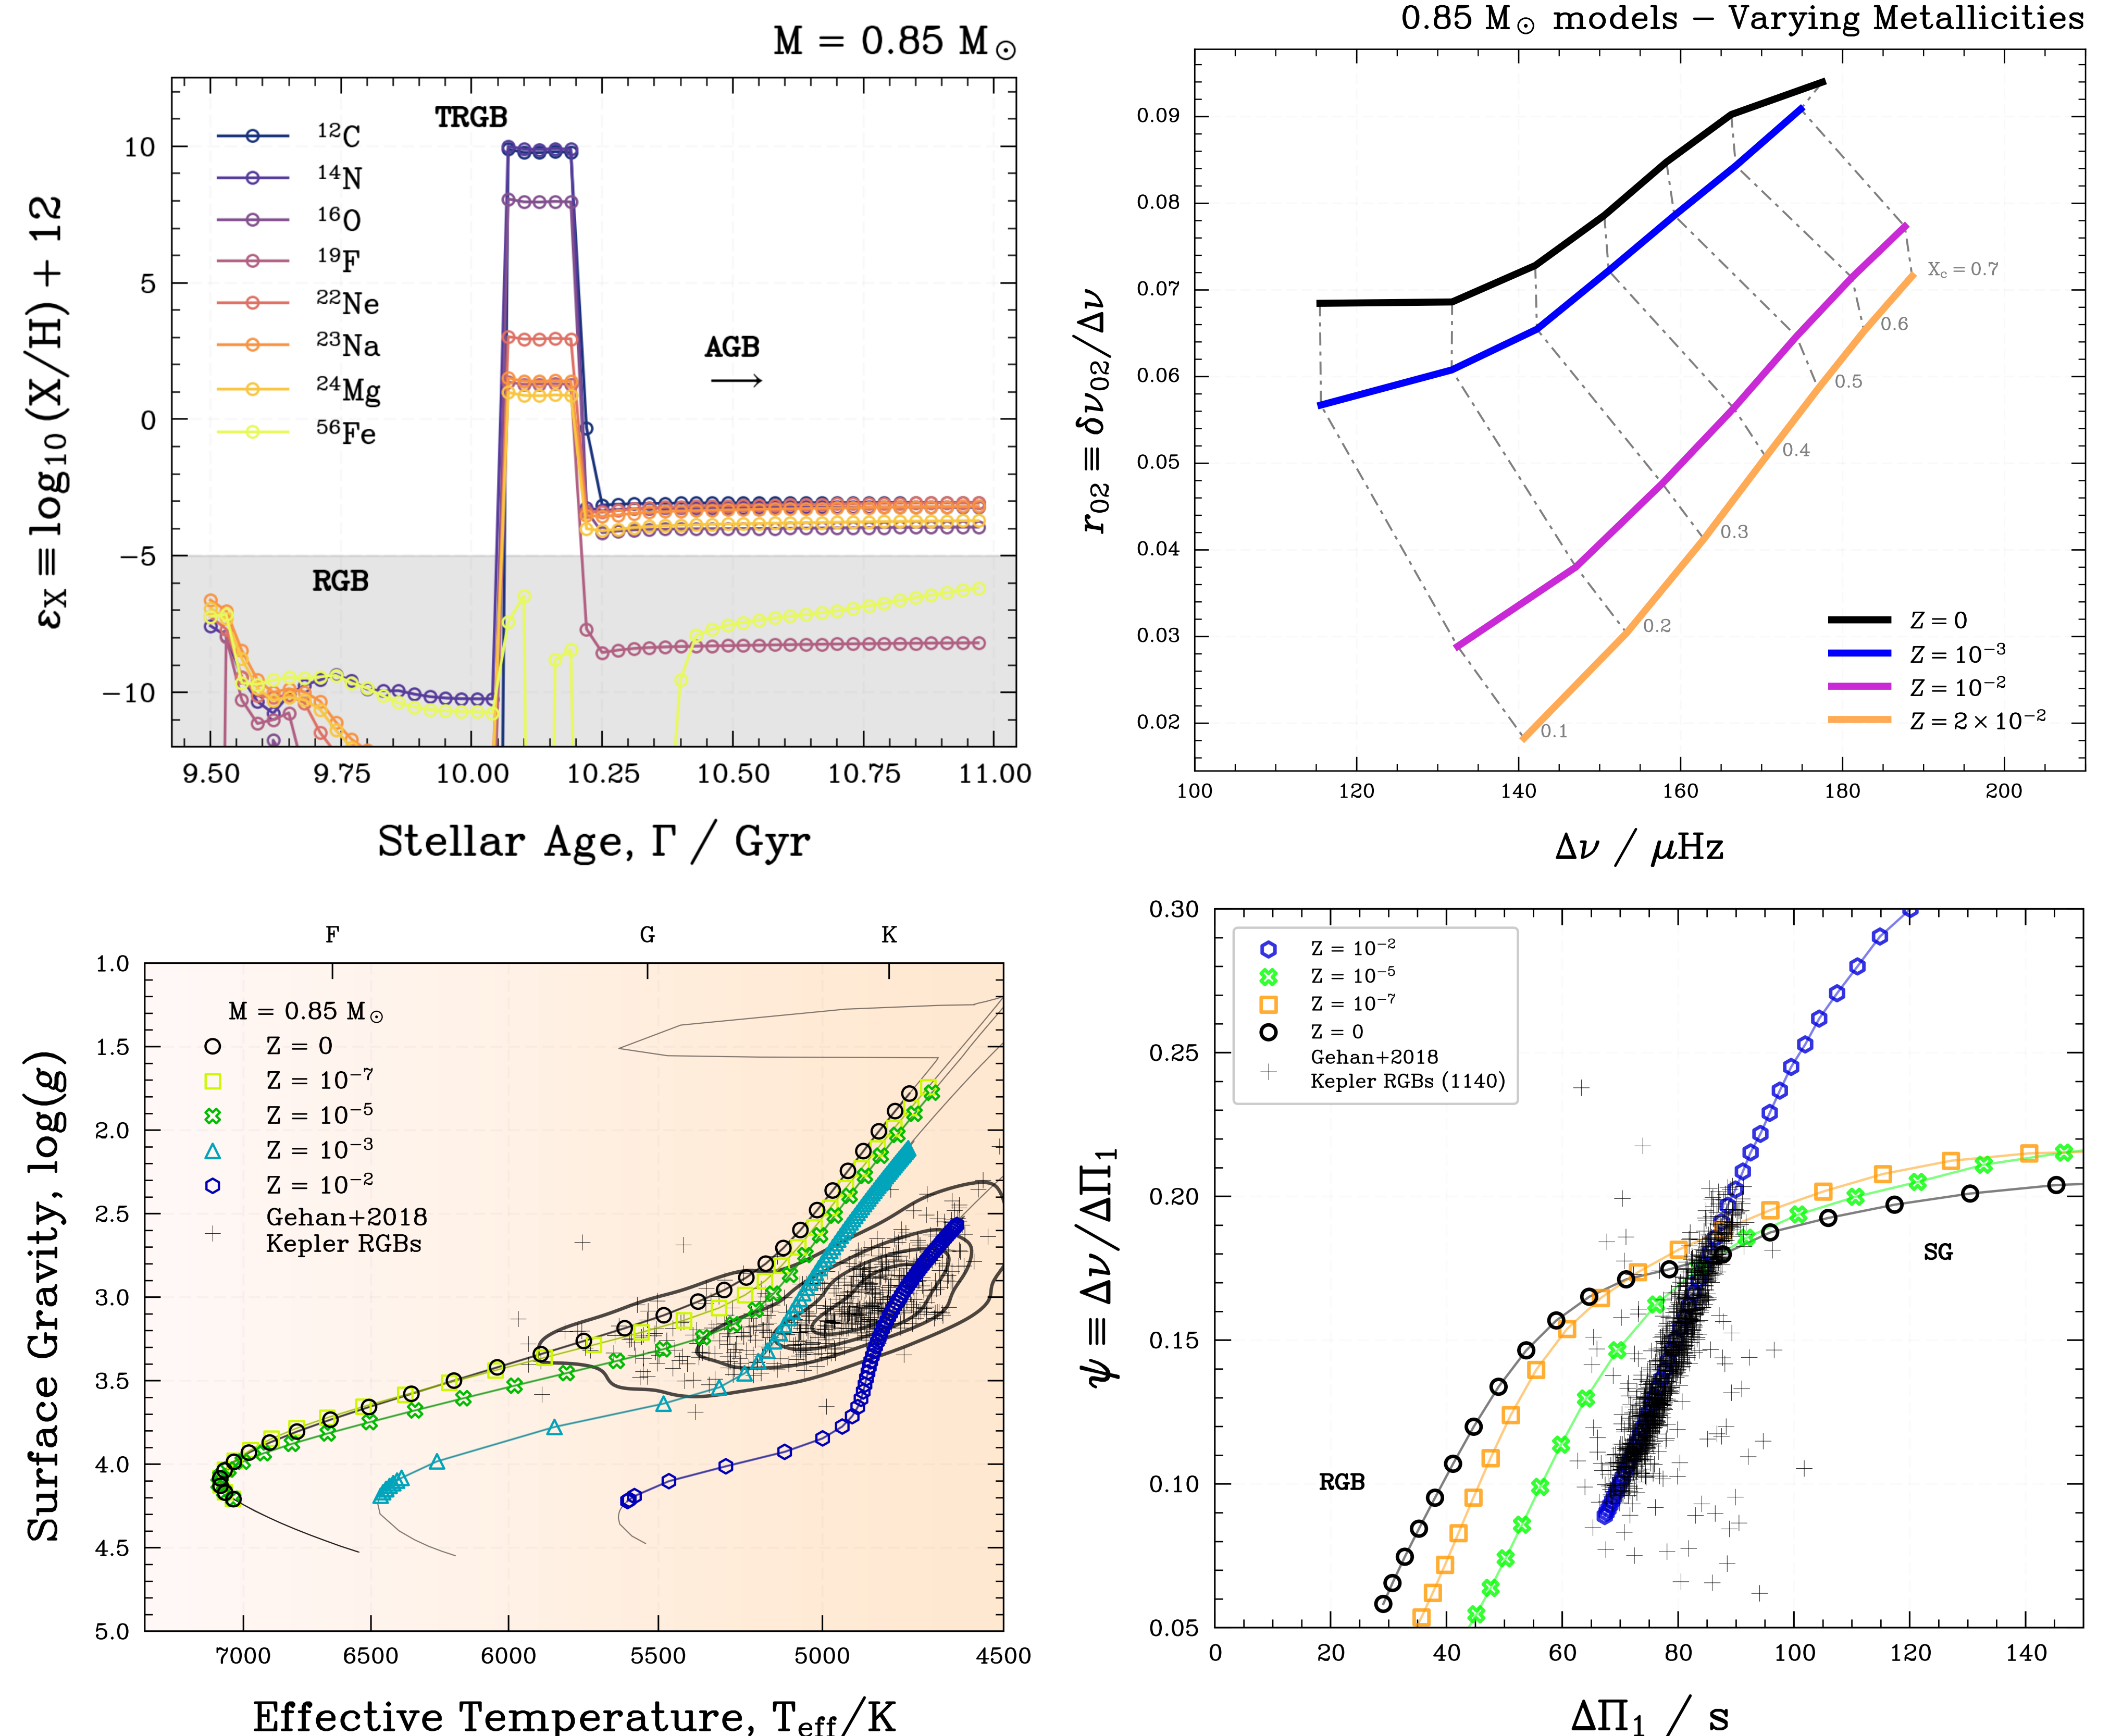 M = 0.85 M⊙
TRGB
¹²C
¹⁴N
¹⁶O
¹⁹F
²²Ne
²³Na
²⁴Mg
⁵⁶Fe
AGB
→
RGB
10
5
0
−5
−10
9.50 9.75 10.00 10.25 10.50 10.75 11.00
εX ≡ log₁₀(X/H) + 12
Stellar Age, Γ / Gyr
0.85 M⊙ models – Varying Metallicities
0.09
0.08
0.07
0.06
0.05
0.04
0.03
0.02
Xc = 0.7
0.6
0.5
0.4
0.3
0.2
0.1
Z = 0
Z = 10⁻³
Z = 10⁻²
Z = 2 × 10⁻²
100 120 140 160 180 200
r₀₂ ≡ δν₀₂/Δν
Δν / μHz
F G K
M = 0.85 M⊙
Z = 0
Z = 10⁻⁷
Z = 10⁻⁵
Z = 10⁻³
Z = 10⁻²
Gehan+2018
Kepler RGBs
1.0
1.5
2.0
2.5
3.0
3.5
4.0
4.5
5.0
7000 6500 6000 5500 5000 4500
Surface Gravity, log(g)
Effective Temperature, Teff/K
Z = 10⁻²
Z = 10⁻⁵
Z = 10⁻⁷
Z = 0
Gehan+2018
Kepler RGBs (1140)
SG
RGB
0.30
0.25
0.20
0.15
0.10
0.05
0 20 40 60 80 100 120 140
ψ ≡ Δν/ΔΠ₁
ΔΠ₁ / s